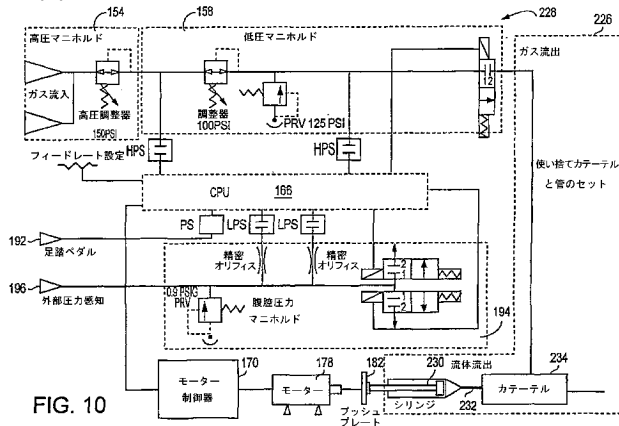 154
158
228
226
高圧マニホルド
低圧マニホルド
ガス流出
ガス流入
高圧調整器
150PSI
調整器
100PSI
PRV 125 PSI
12
HPS
HPS
フィードレート設定
使い捨てカテーテル
と管のセット
CPU 166
PS
LPS
LPS
192
足踏ペダル
精密
オリフィス
精密
オリフィス
2
1
196
外部圧力感知
0.9 PSIG
PRV
腹腔圧力
マニホルド
1
2
194
170
178
182
230
流体流出
234
モーター
制御器
モーター
シリンジ
232
カテーテル
プッシュ
プレート
FIG. 10